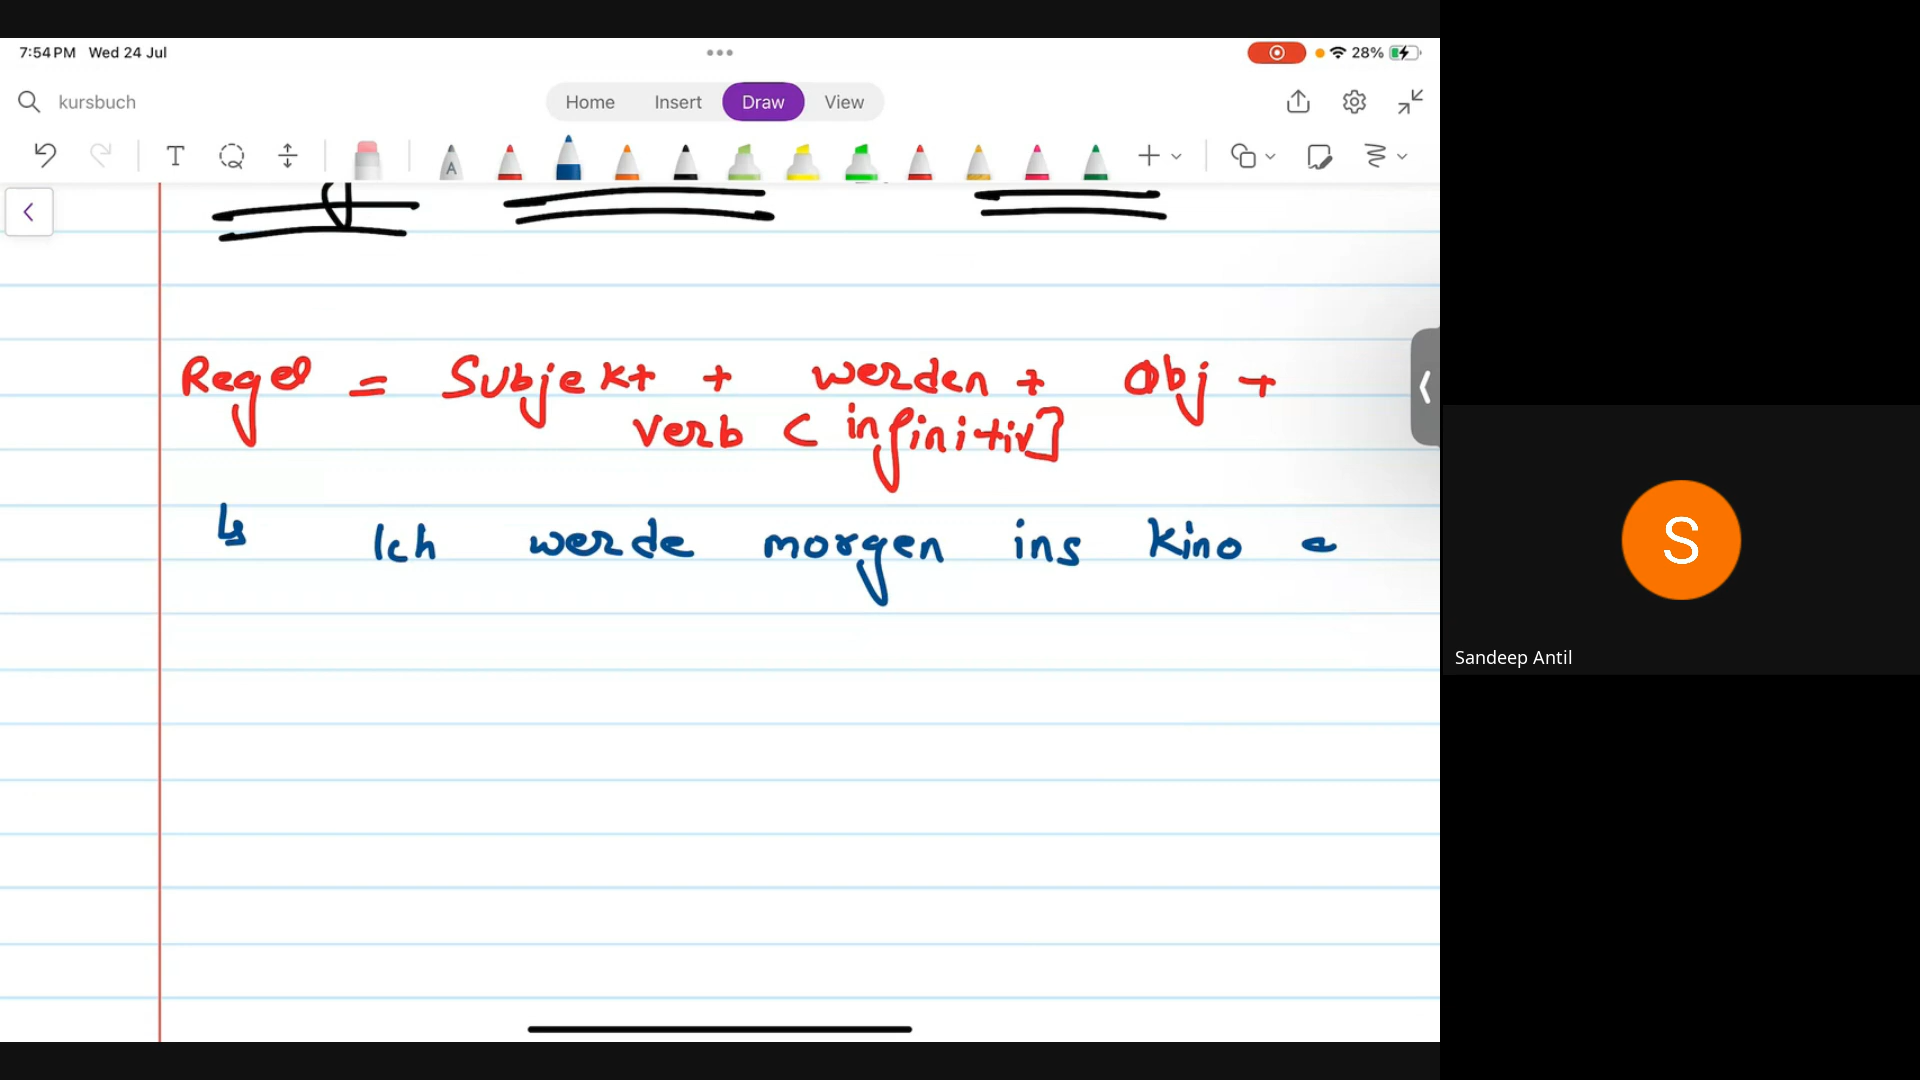 7:54 PM Wed 24 Jul
28%
kursbuch
Home Insert Draw View
T
A
Regel = Subjekt + werden + Obj +
verb ( infinitiv]
Ich werde morgen ins Kino
S
Sandeep Antil